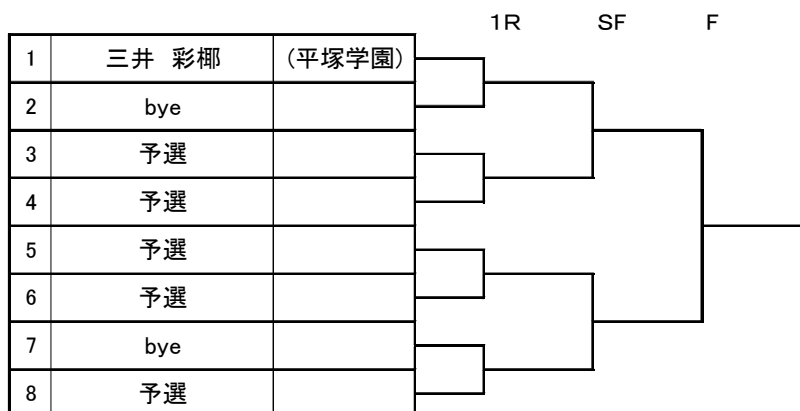 1R SF F
1 三井 彩椰 (平塚学園)
2 bye
3 予選
4 予選
5 予選
6 予選
7 bye
8 予選